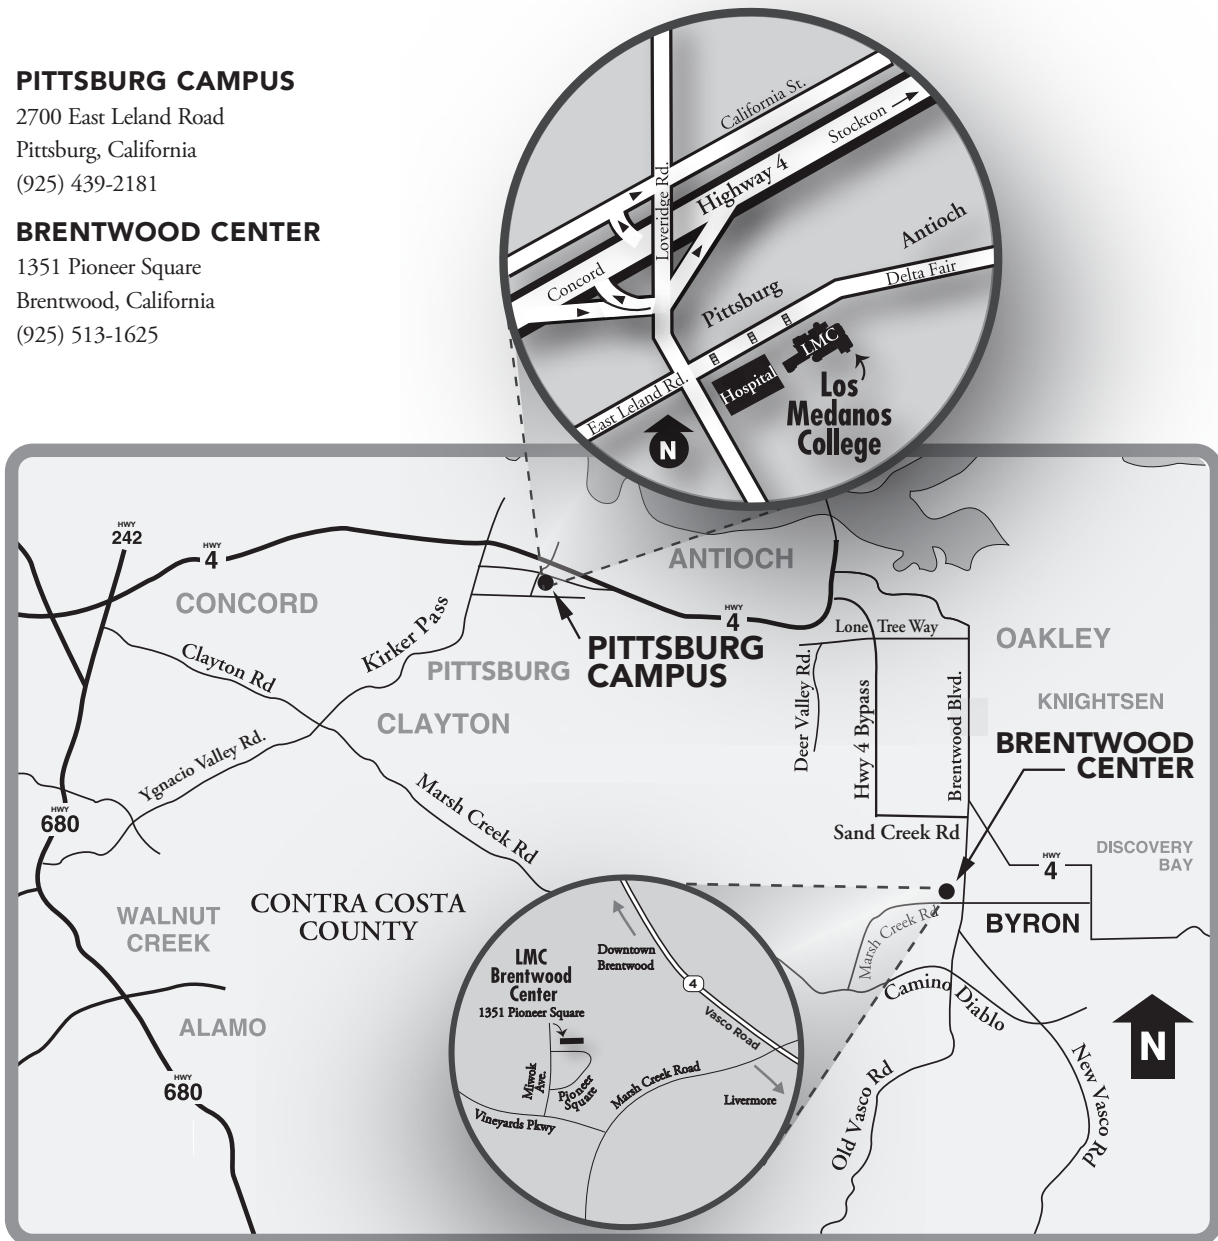 PITTSBURG CAMPUS
2700 East Leland Road
Pittsburg, California
(925) 439-2181
BRENTWOOD CENTER
1351 Pioneer Square
Brentwood, California
(925) 513-1625
California St.
Stockton
Highway 4
Loveridge Rd.
Concord
Antioch
Delta Fair
Pittsburg
LMC
Hospital
East Leland Rd.
Los
Medanos
College
N
HWY
242
HWY
4
CONCORD
ANTIOCH
Kirker Pass
HWY
4
Lone Tree Way
OAKLEY
PITTSBURG
CAMPUS
PITTSBURG
Clayton Rd
CLAYTON
Deer Valley Rd.
Hwy 4 Bypass
Brentwood Blvd.
KNIGHTSEN
BRENTWOOD
CENTER
Ygnacio Valley Rd.
Marsh Creek Rd
HWY
680
Sand Creek Rd
DISCOVERY
BAY
HWY
4
CONTRA COSTA
COUNTY
WALNUT
CREEK
Marsh Creek Rd
BYRON
Camino Diablo
Downtown
Brentwood
LMC
Brentwood
Center
1351 Pioneer Square
4
Vasco Road
Miwok
Ave.
Pioneer
Square
Marsh Creek Road
Livermore
Vineyards Pkwy
ALAMO
HWY
680
Old Vasco Rd
New Vasco Rd
N